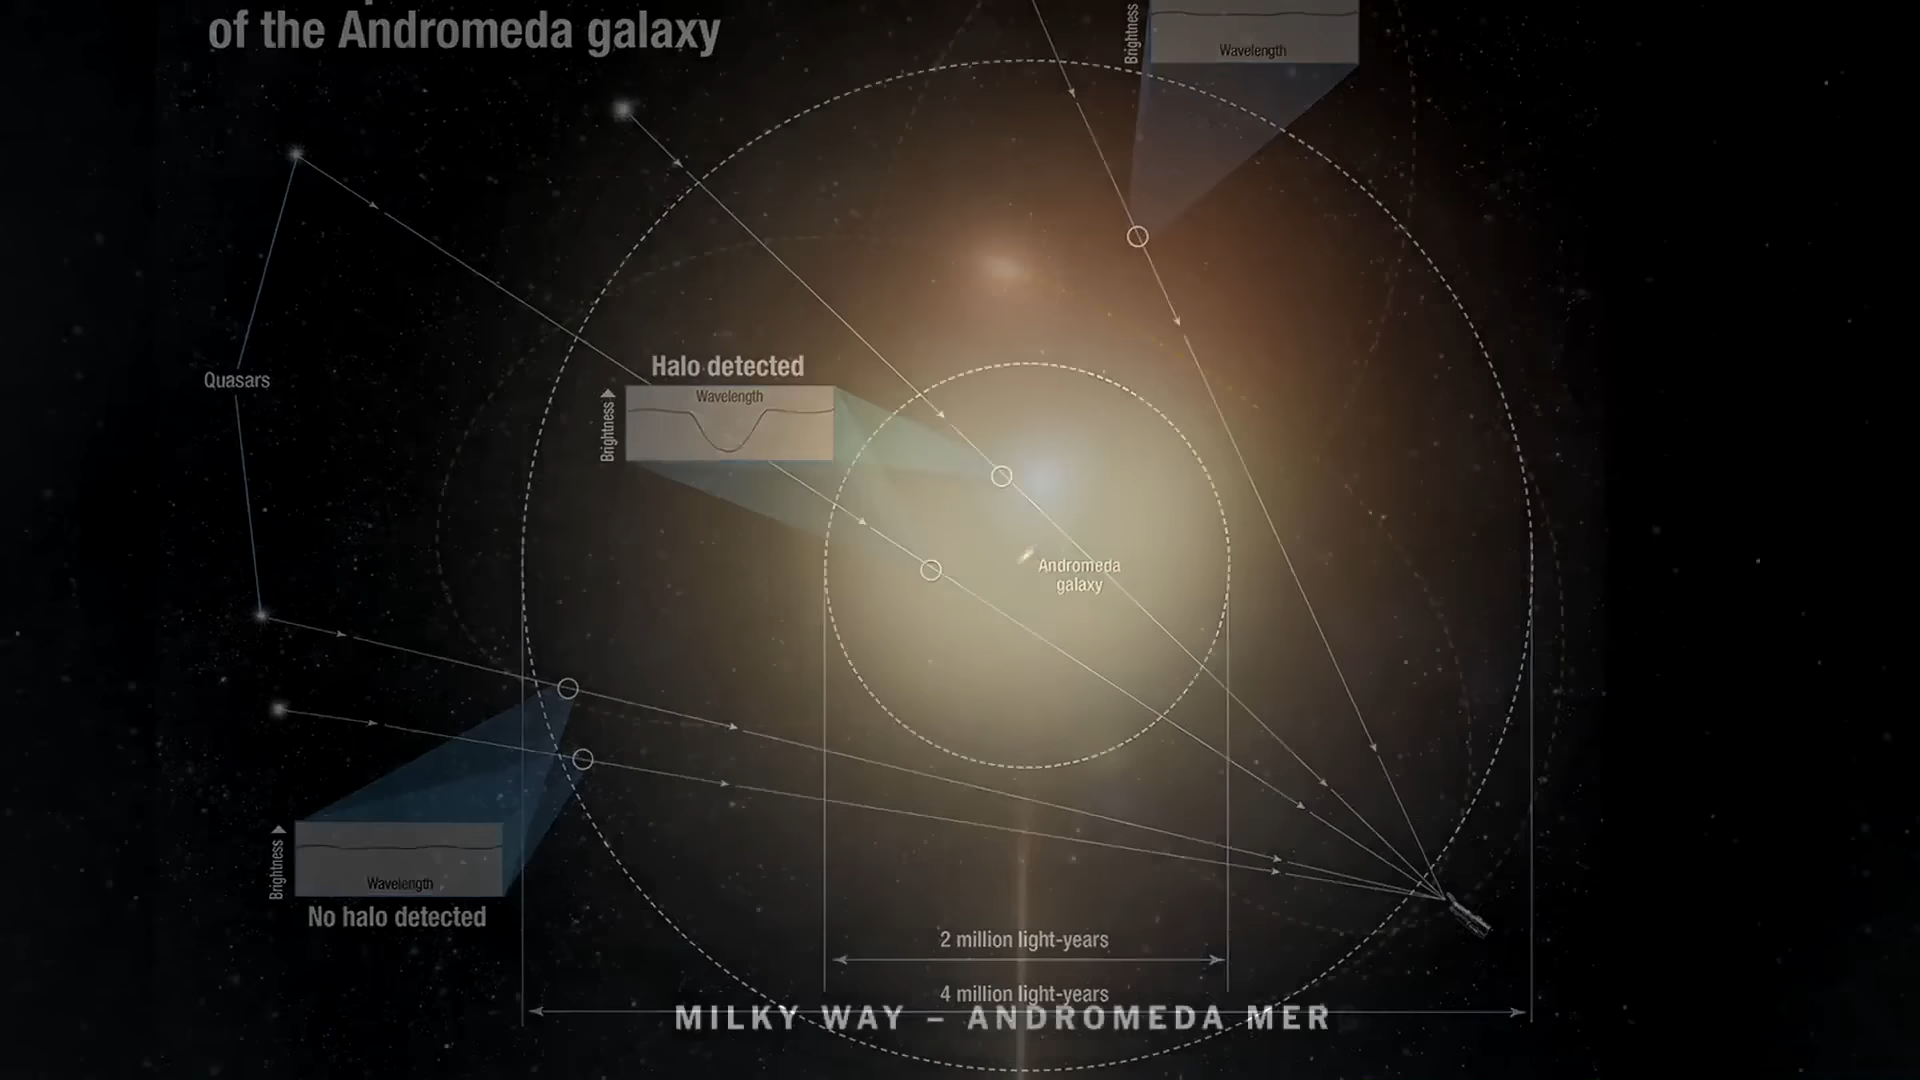 of the Andromeda galaxy
Brightness
Wavelength
Quasars
Halo detected
Wavelength
Brightness
Andromeda
galaxy
Brightness
Wavelength
No halo detected
2 million light-years
4 million light-years
MILKY WAY – ANDROMEDA MER